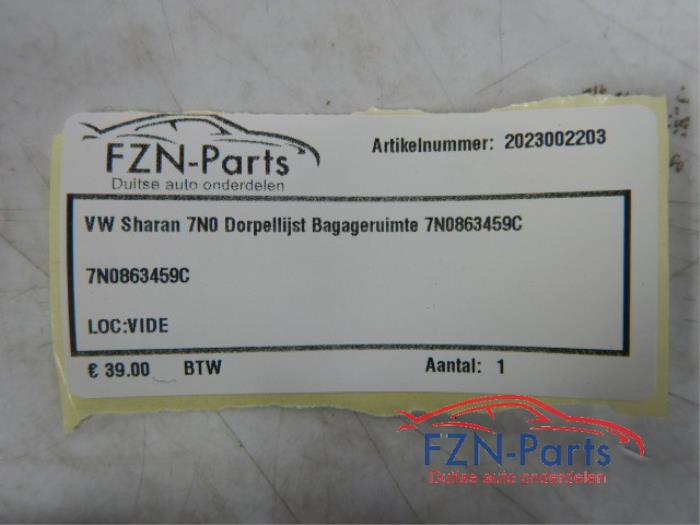 FZN-Parts
Duitse auto onderdelen
Artikelnummer: 2023002203
VW Sharan 7N0 Dorpellijst Bagageruimte 7N0863459C
7N0863459C
LOC:VIDE
€ 39.00 BTW Aantal: 1
FZN-Parts
Duitse auto onderdelen